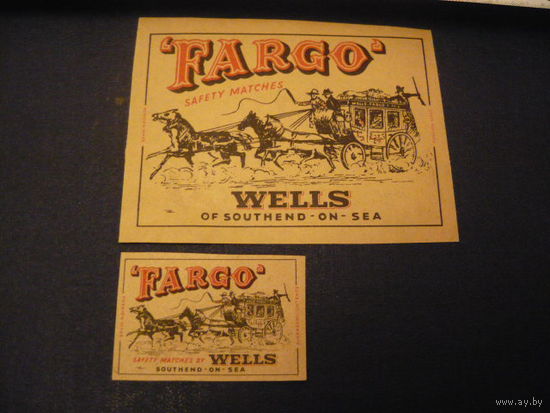 'FARGO'
SAFETY MATCHES
WELLS
OF SOUTHEND-ON-SEA
'FARGO'
SAFETY MATCHES BY WELLS
SOUTHEND-ON-SEA
www.ay.by